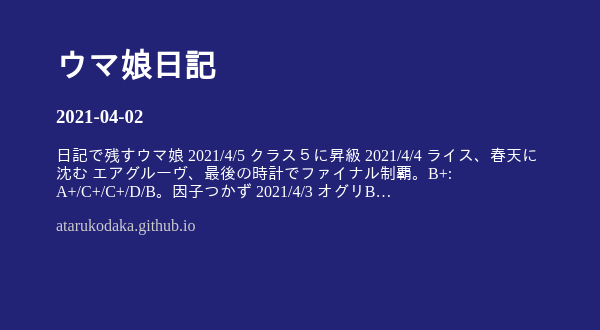 ウマ娘日記
2021-04-02
日記で残すウマ娘 2021/4/5 クラス５に昇級 2021/4/4 ライス、春天に
沈む エアグルーヴ、最後の時計でファイナル制覇。B+:
A+/C+/C+/D/B。因子つかず 2021/4/3 オグリB…
atarukodaka.github.io